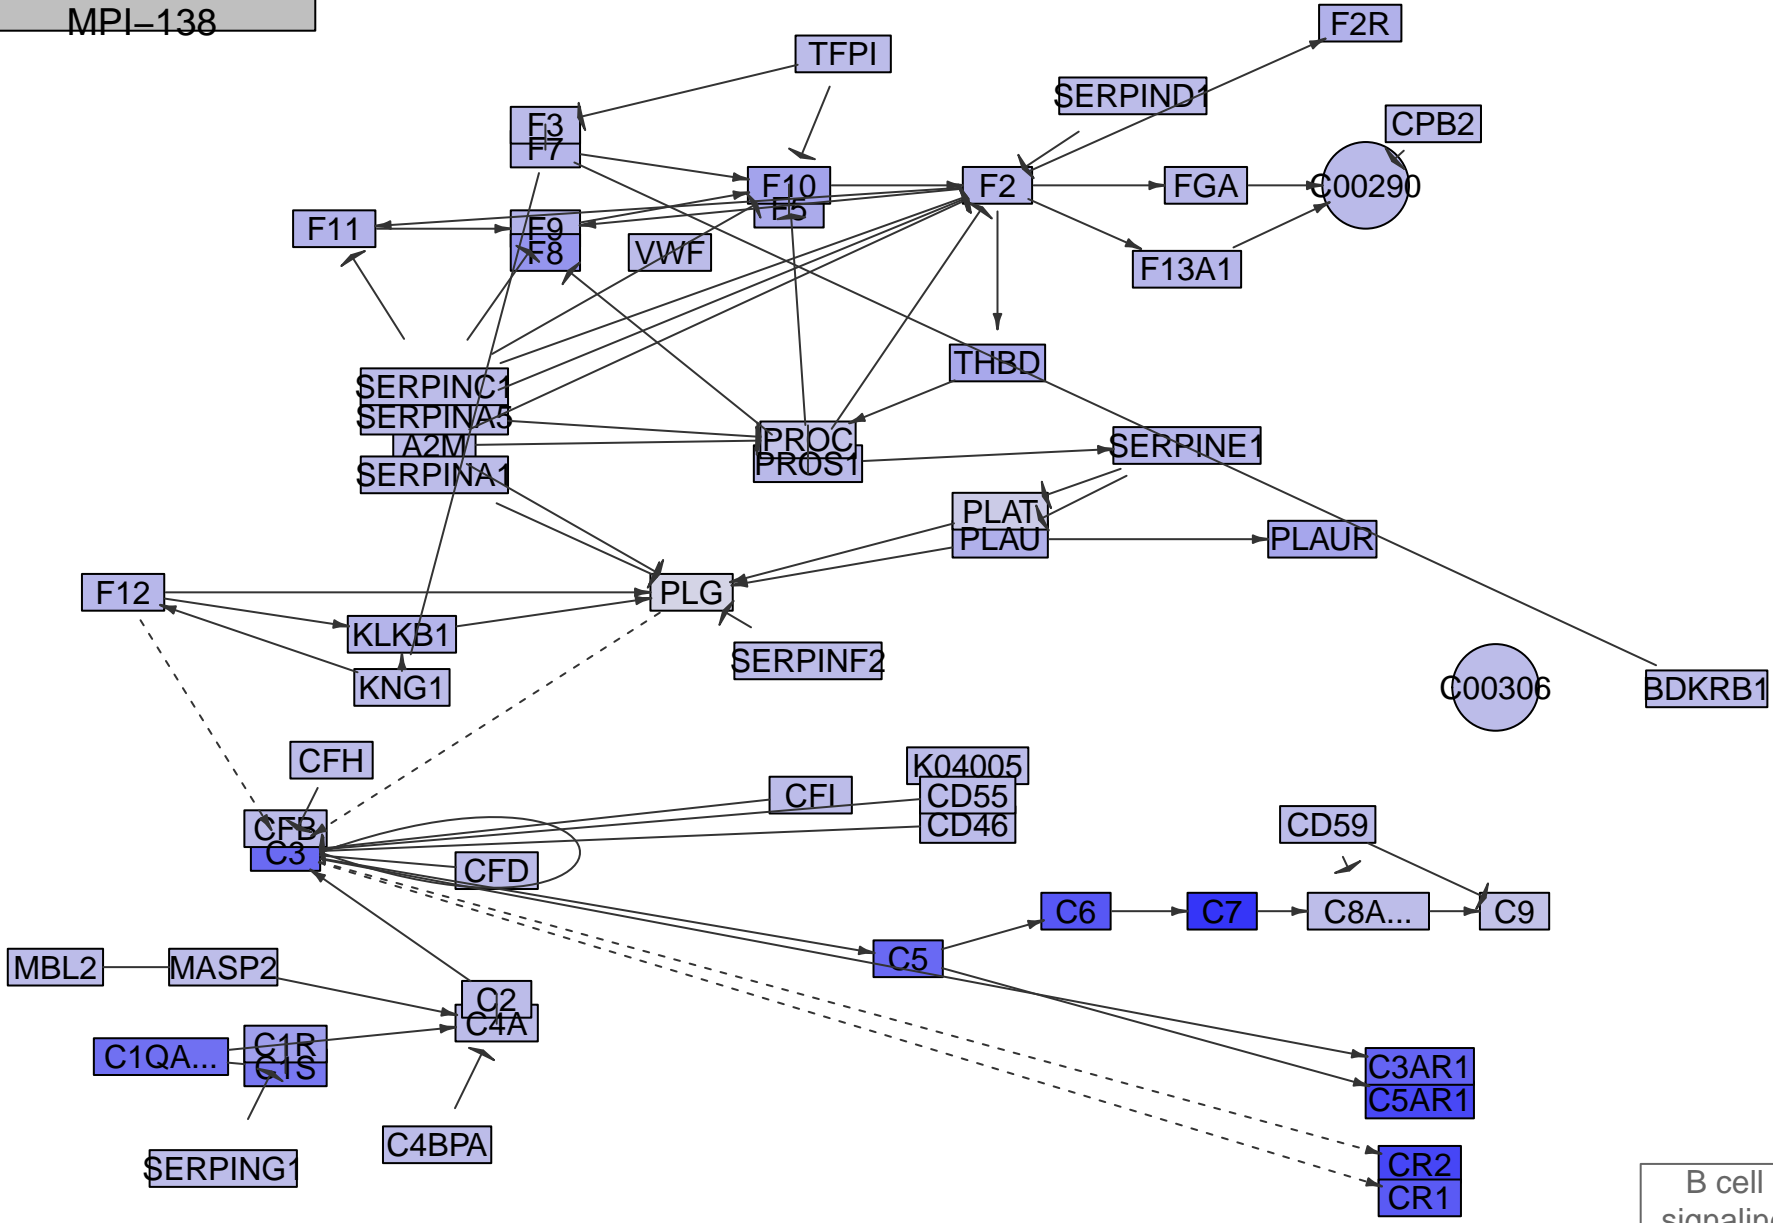 MPI–138
F2R
TFPI
SERPIND1
CPB2
F3
F7
F10
F5
F2
FGA
C00290
F11
F9
F8
VWF
F13A1
THBD
SERPINC1
SERPINA5
A2M
SERPINA1
PROC
PROS1
SERPINE1
PLAT
PLAU
PLAUR
F12
PLG
KLKB1
SERPINF2
KNG1
C00306
BDKRB1
CFH
K04005
CFI
CD55
CD46
CFB
C3
CD59
CFD
C6
C7
C8A...
C9
C5
MBL2
MASP2
C2
C4A
C1QA...
C1R
C1S
C3AR1
C5AR1
C4BPA
SERPING1
CR2
CR1
B cell
signaling